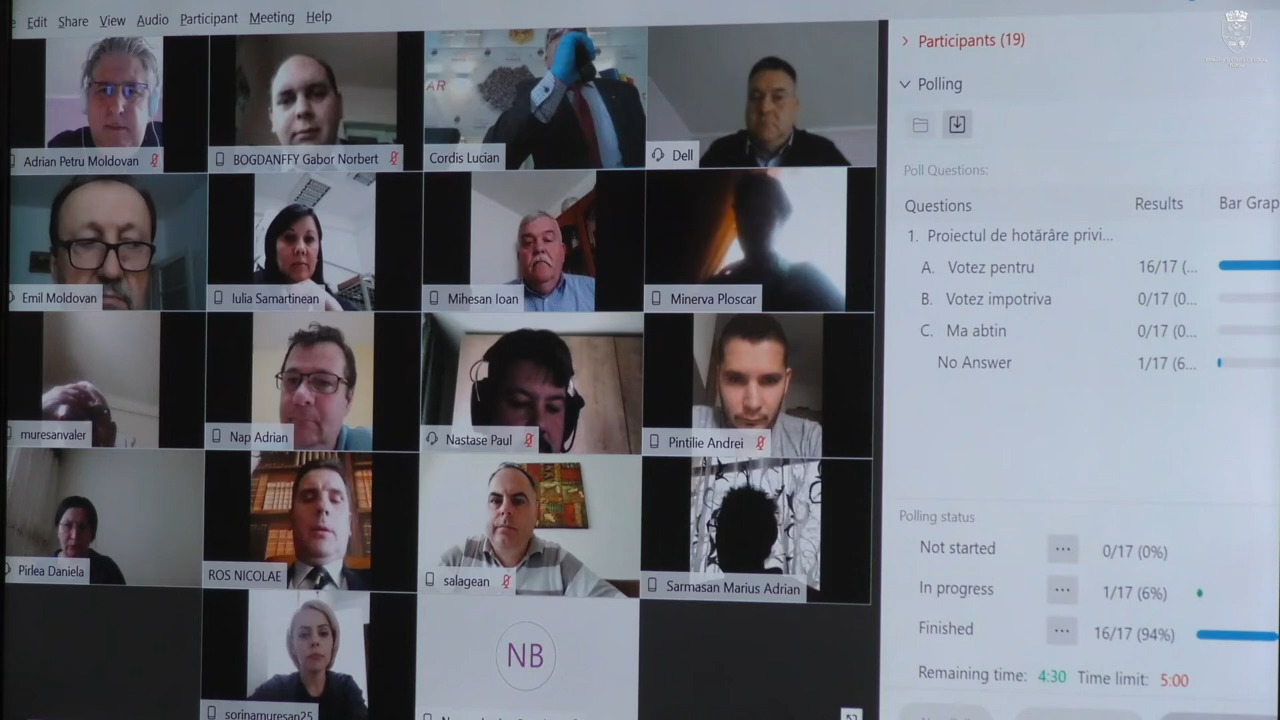 Edit Share View Audio Participant Meeting Help
AR
Adrian Petru Moldovan
BOGDANFFY Gabor Norbert
Cordis Lucian
Dell
Emil Moldovan
Iulia Samartinean
Mihesan Ioan
Minerva Ploscar
muresanvaler
Nap Adrian
Nastase Paul
Pintilie Andrei
Pirlea Daniela
ROS NICOLAE
salagean
Sarmasan Marius Adrian
sorinamuresan25
NB
Participants (19)
Polling
Poll Questions:
Questions Results Bar Grap
1. Proiectul de hotărâre privi...
A. Votez pentru 16/17 (...
B. Votez impotriva 0/17 (0...
C. Ma abtin 0/17 (0...
No Answer 1/17 (6...
Polling status
Not started ... 0/17 (0%)
In progress ... 1/17 (6%)
Finished ... 16/17 (94%)
Remaining time: 4:30 Time limit: 5:00